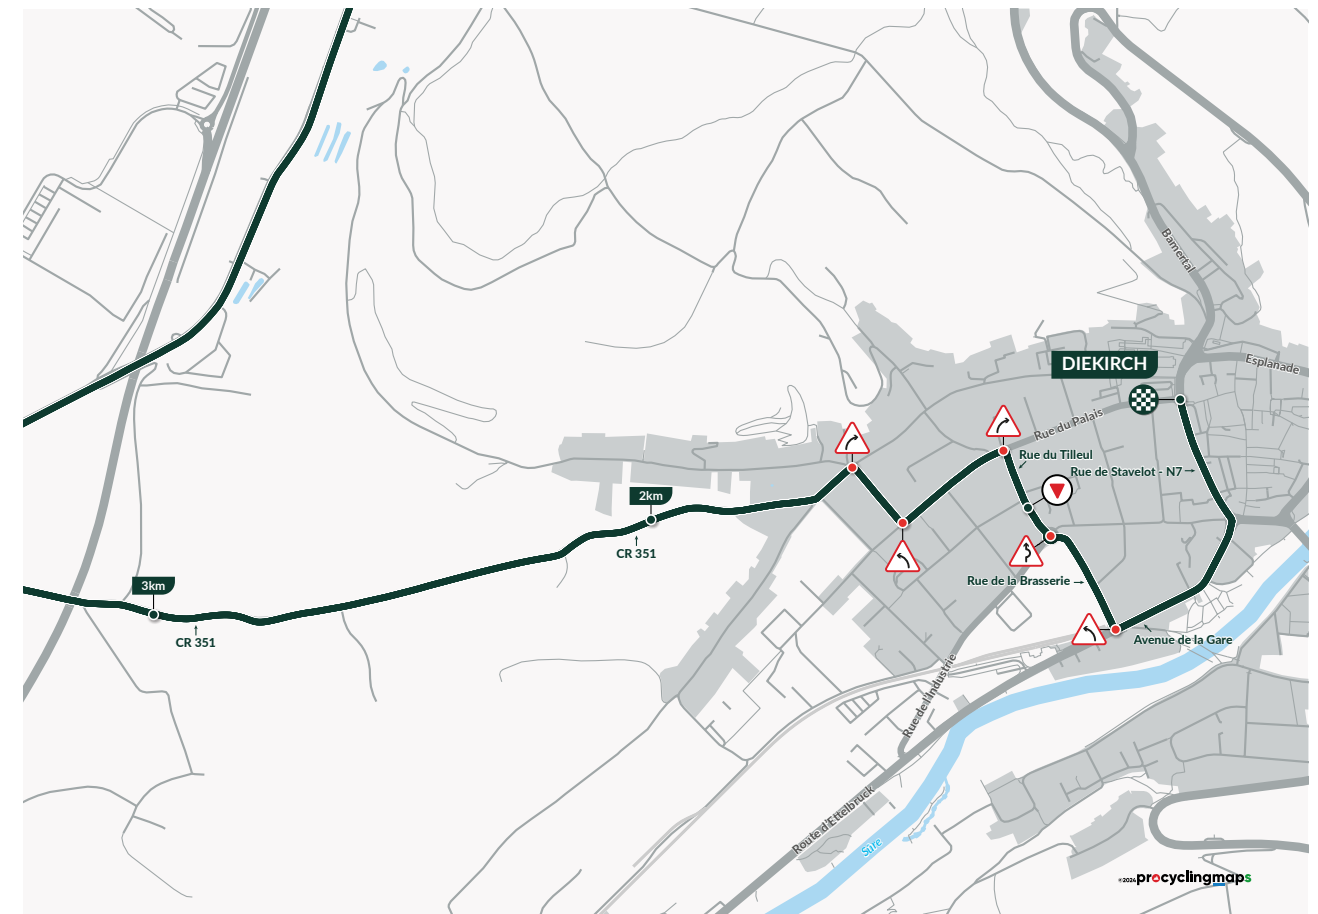 Bamertal
DIEKIRCH
Esplanade
Rue du Palais
Rue du Tilleul
Rue de Stavelot - N7
2km
CR 351
3km
CR 351
Rue de la Brasserie
Avenue de la Gare
Rue de l'Industrie
Route d'Ettelbruck
Sûre
©2024 procyclingmaps